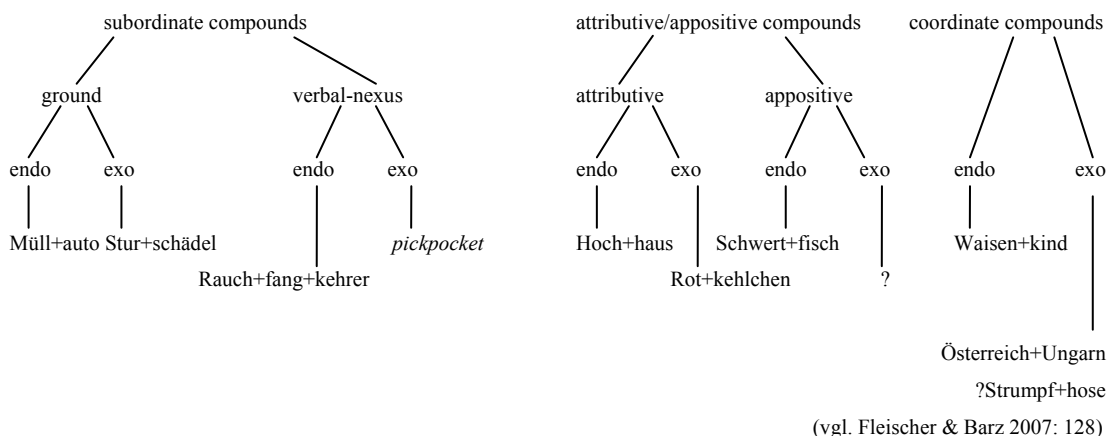 subordinate compounds attributive/appositive compounds coordinate compounds
ground verbal-nexus attributive appositive
endo exo endo exo endo exo endo exo endo exo
Müll+auto Stur+schädel pickpocket Hoch+haus Schwert+fisch Waisen+kind
Rauch+fang+kehrer Rot+kehlchen ?
Österreich+Ungarn
?Strumpf+hose
(vgl. Fleischer & Barz 2007: 128)